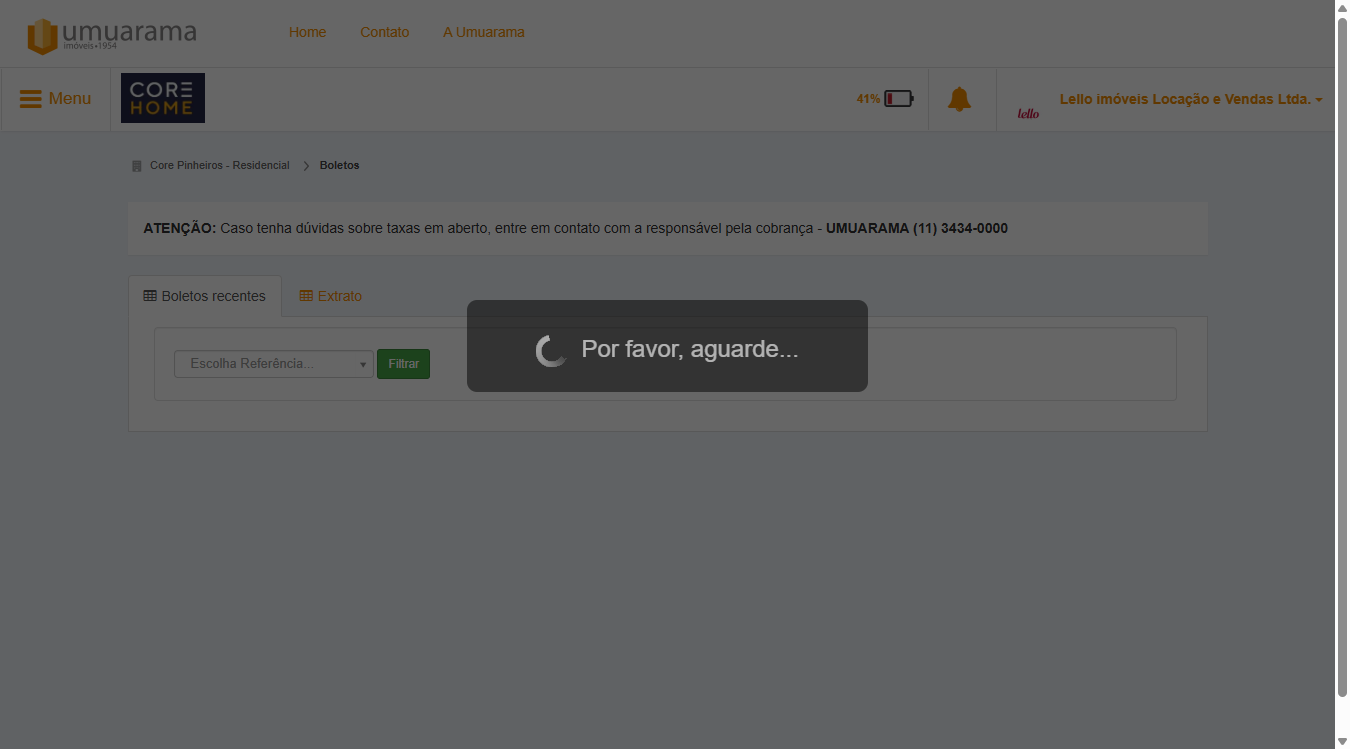 umuarama
imóveis•1954
Home Contato A Umuarama
Menu
CORE
HOME
41%
lello
Lello imóveis Locação e Vendas Ltda.
Core Pinheiros - Residencial Boletos
ATENÇÃO: Caso tenha dúvidas sobre taxas em aberto, entre em contato com a responsável pela cobrança - UMUARAMA (11) 3434-0000
Boletos recentes Extrato
Por favor, aguarde...
Escolha Referência... Filtrar